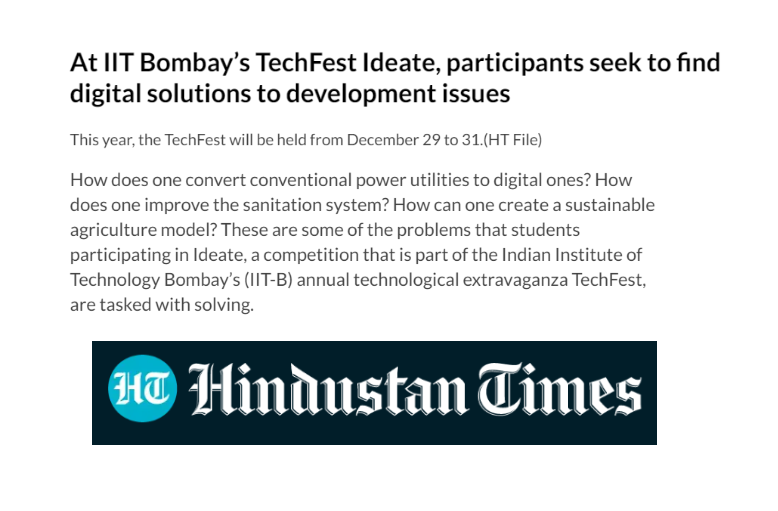 At IIT Bombay’s TechFest Ideate, participants seek to find
digital solutions to development issues
This year, the TechFest will be held from December 29 to 31.(HT File)
How does one convert conventional power utilities to digital ones? How
does one improve the sanitation system? How can one create a sustainable
agriculture model? These are some of the problems that students
participating in Ideate, a competition that is part of the Indian Institute of
Technology Bombay’s (IIT-B) annual technological extravaganza TechFest,
are tasked with solving.
HT Hindustan Times